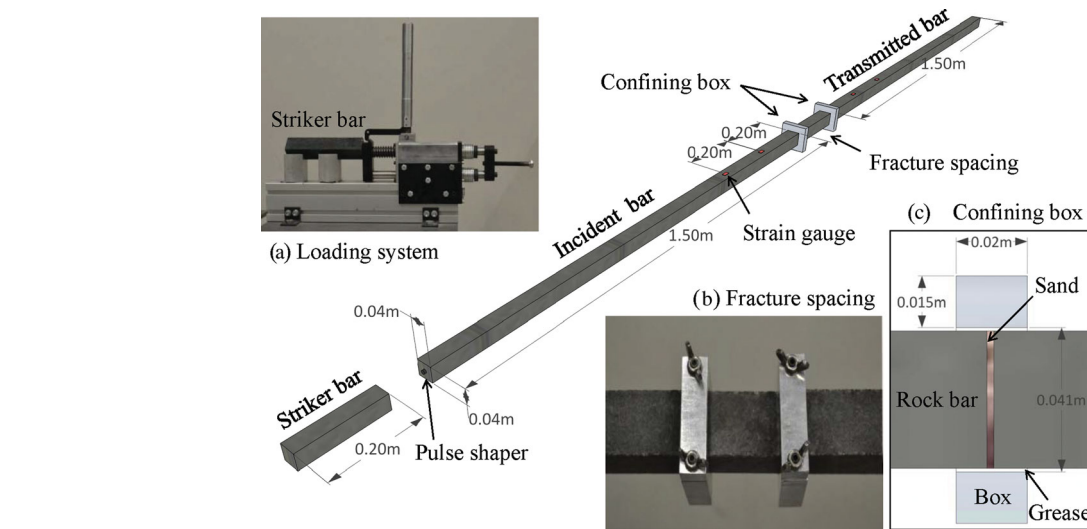 Striker bar
(a) Loading system
Confining box
Transmitted bar
1.50m
0.20m
0.20m
Fracture spacing
Incident bar
1.50m
Strain gauge
0.04m
0.04m
Striker bar
0.20m
Pulse shaper
(b) Fracture spacing
(c) Confining box
0.02m
0.015m
Sand
Rock bar
0.041m
Box
Grease